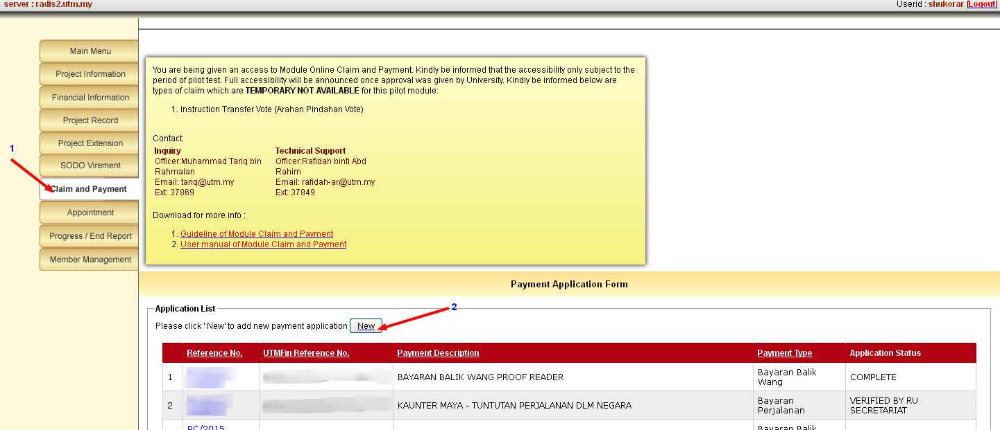 server : radis2.utm.my
Userid : shukorar [Logout]
Main Menu
Project Information
Financial Information
Project Record
Project Extension
1
SODO Virement
Claim and Payment
Appointment
Progress / End Report
Member Management
You are being given an access to Module Online Claim and Payment. Kindly be informed that the accessibility only subject to the
period of pilot test. Full accessibility will be announced once approval was given by University. Kindly be informed below are
types of claim which are TEMPORARY NOT AVAILABLE for this pilot module:
1. Instruction Transfer Vote (Arahan Pindahan Vote)
Contact:
Inquiry
Officer:Muhammad Tariq bin
Rahmalan
Email: tariq@utm.my
Ext: 37869
Technical Support
Officer:Rafidah binti Abd
Rahim
Email: rafidah-ar@utm.my
Ext: 37849
Download for more info :
1. Guideline of Module Claim and Payment
2. User manual of Module Claim and Payment
Payment Application Form
Application List
2
Please click ' New' to add new payment application New
Reference No. UTMFin Reference No. Payment Description Payment Type Application Status
1 BAYARAN BALIK WANG PROOF READER Bayaran Balik
Wang COMPLETE
2 KAUNTER MAYA - TUNTUTAN PERJALANAN DLM NEGARA Bayaran
Perjalanan VERIFIED BY RU
SECRETARIAT
PC/2015 Bayaran Balik